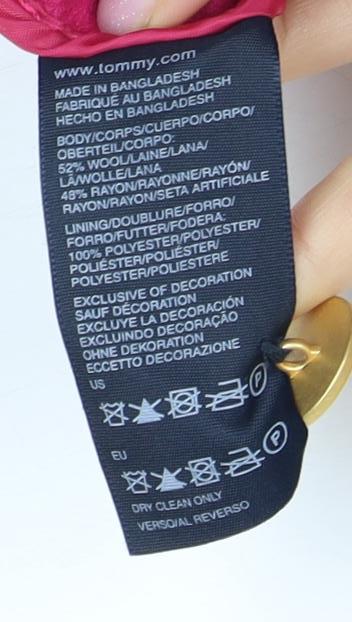 www.tommy.com
MADE IN BANGLADESH
FABRIQUÉ AU BANGLADESH
HECHO EN BANGLADESH
BODY/CORPS/CUERPO/CORPO/
OBERTEIL/CORPO:
52% WOOL/LAINE/LANA/
LÃ/WOLLE/LANA
48% RAYON/RAYONNE/RAYÓN/
RAYON/RAYON/SETA ARTIFICIALE
LINING/DOUBLURE/FORRO/
FORRO/FUTTER/FODERA:
100% POLYESTER/POLYESTER/
POLIÉSTER/POLIÉSTER/
POLYESTER/POLIESTERE
EXCLUSIVE OF DECORATION
SAUF DÉCORATION
EXCLUYE LA DECORACIÓN
EXCLUINDO DECORAÇÃO
OHNE DEKORATION
ECCETTO DECORAZIONE
US
P
EU
P
DRY CLEAN ONLY
VERSO/AL REVERSO